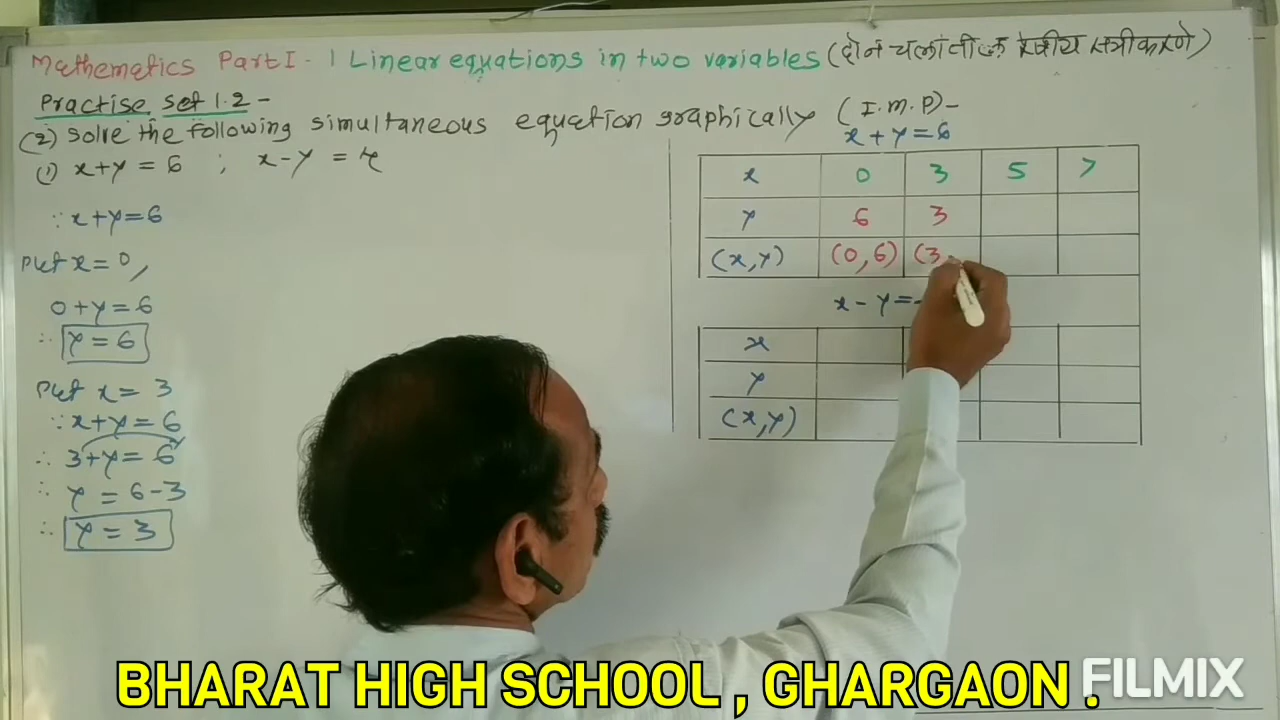 Mathematics Part I - 1 Linear equations in two variables (दोन चलांतील रेषीय समीकरणे)
Practise Set 1.2 -
(2) Solve the following simultaneous equation graphically (I.M.P) -
(1) x+y = 6 ; x-y = 4
∵ x+y=6
Put x = 0,
0+y=6
∴ y = 6
Put x = 3
∵ x+y = 6
∴ 3+y = 6
∴ y = 6-3
∴ y = 3
x+y=6
x 0 3 5 7
y 6 3
(x,y) (0,6) (3,
x - y =
x
y
(x,y)
BHARAT HIGH SCHOOL , GHARGAON .
FILMIX